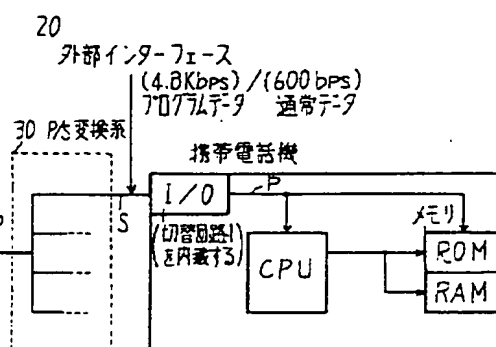 20
外部インターフェース
(4.8Kbps)/(600bps)
プログラムデータ 通常データ
30 P/S変換系
携帯電話機
I/O
P
S
(切替回路1
を内蔵する)
メモリ
CPU
ROM
RAM